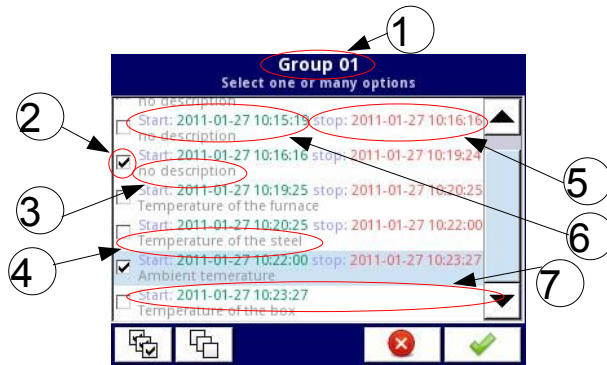 1
Group 01
Select one or many options
no description
Start: 2011-01-27 10:15:19 stop: 2011-01-27 10:16:16
no description
Start: 2011-01-27 10:16:16 stop: 2011-01-27 10:19:24
no description
Start: 2011-01-27 10:19:25 stop: 2011-01-27 10:20:25
Temperature of the furnace
Start: 2011-01-27 10:20:25 stop: 2011-01-27 10:22:00
Temperature of the steel
Start: 2011-01-27 10:22:00 stop: 2011-01-27 10:23:27
Ambient temerature
Start: 2011-01-27 10:23:27
Temperature of the box
2
3
4
5
6
7